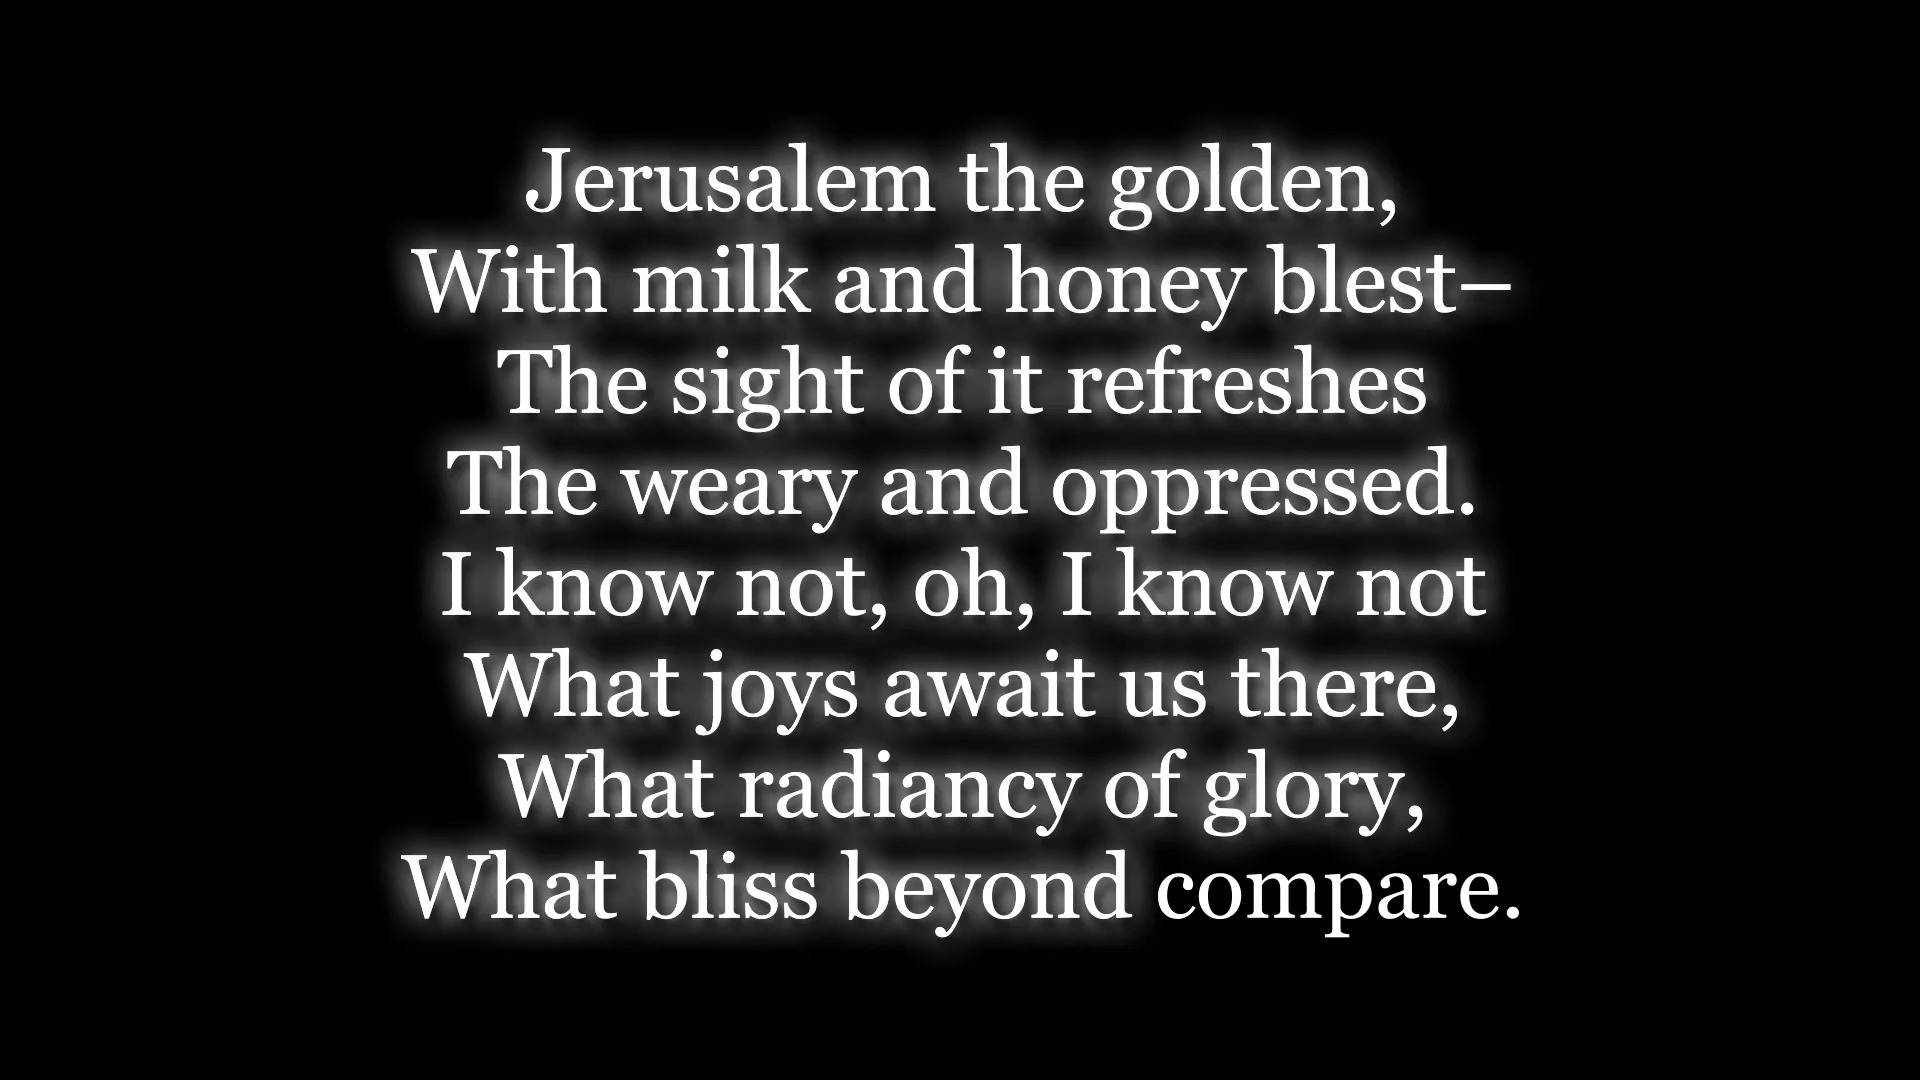 Jerusalem the golden,
With milk and honey blest–
The sight of it refreshes
The weary and oppressed.
I know not, oh, I know not
What joys await us there,
What radiancy of glory,
What bliss beyond compare.